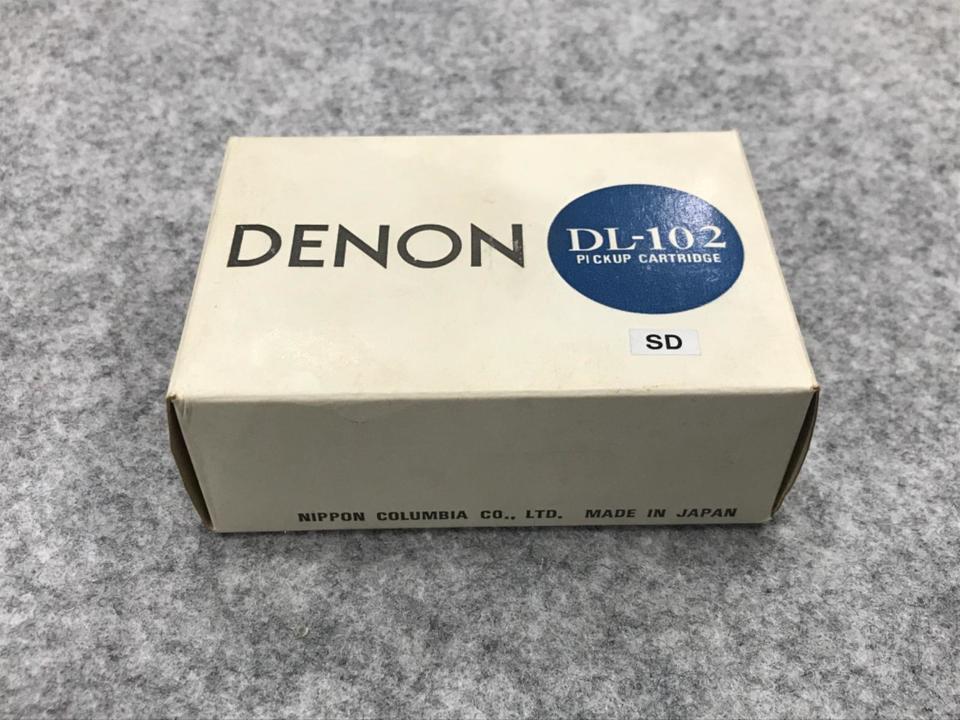 DENON
DL-102
PICKUP CARTRIDGE
SD
NIPPON COLUMBIA CO., LTD. MADE IN JAPAN